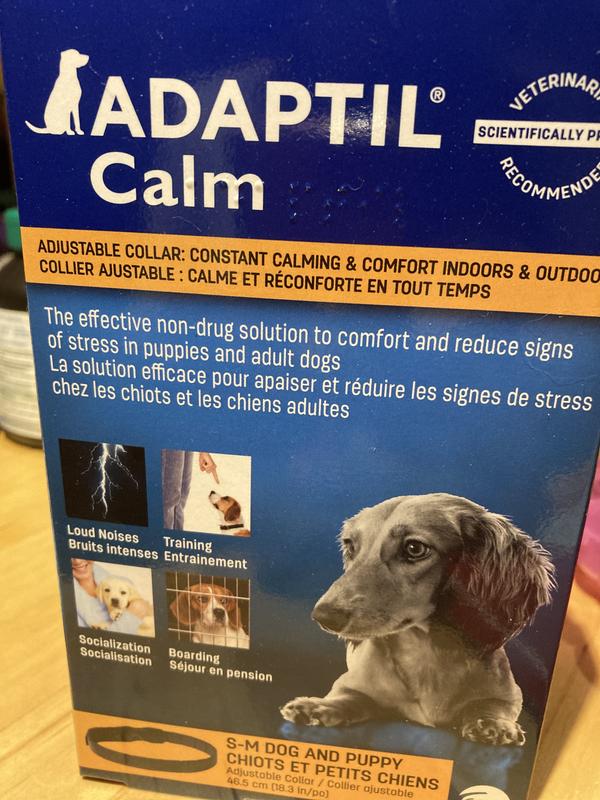 ADAPTIL®
Calm
VETERINARI
SCIENTIFICALLY PR
RECOMMENDE
ADJUSTABLE COLLAR: CONSTANT CALMING & COMFORT INDOORS & OUTDOO
COLLIER AJUSTABLE : CALME ET RÉCONFORTE EN TOUT TEMPS
The effective non-drug solution to comfort and reduce signs
of stress in puppies and adult dogs
La solution efficace pour apaiser et réduire les signes de stress
chez les chiots et les chiens adultes
Loud Noises
Bruits intenses
Training
Entrainement
Socialization
Socialisation
Boarding
Séjour en pension
S-M DOG AND PUPPY
CHIOTS ET PETITS CHIENS
Adjustable Collar / Collier ajustable
46.5 cm (18.3 in/po)